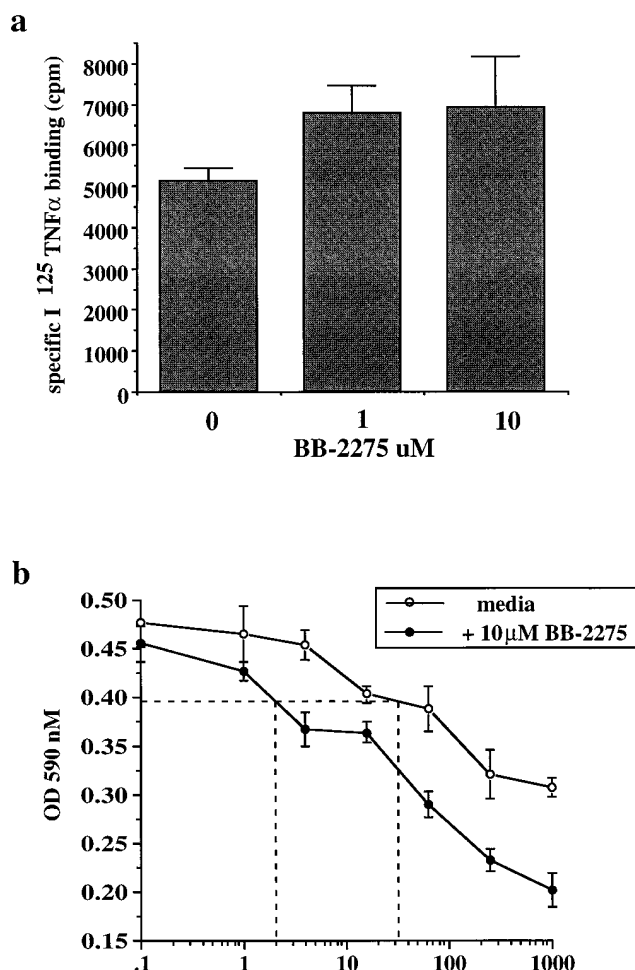 a
specific I 125 TNFα binding (cpm)
8000
7000
6000
5000
4000
3000
2000
1000
0
0 1 10
BB-2275 uM
b
media
+ 10µM BB-2275
OD 590 nM
0.50
0.45
0.40
0.35
0.30
0.25
0.20
0.15
.1 1 10 100 1000